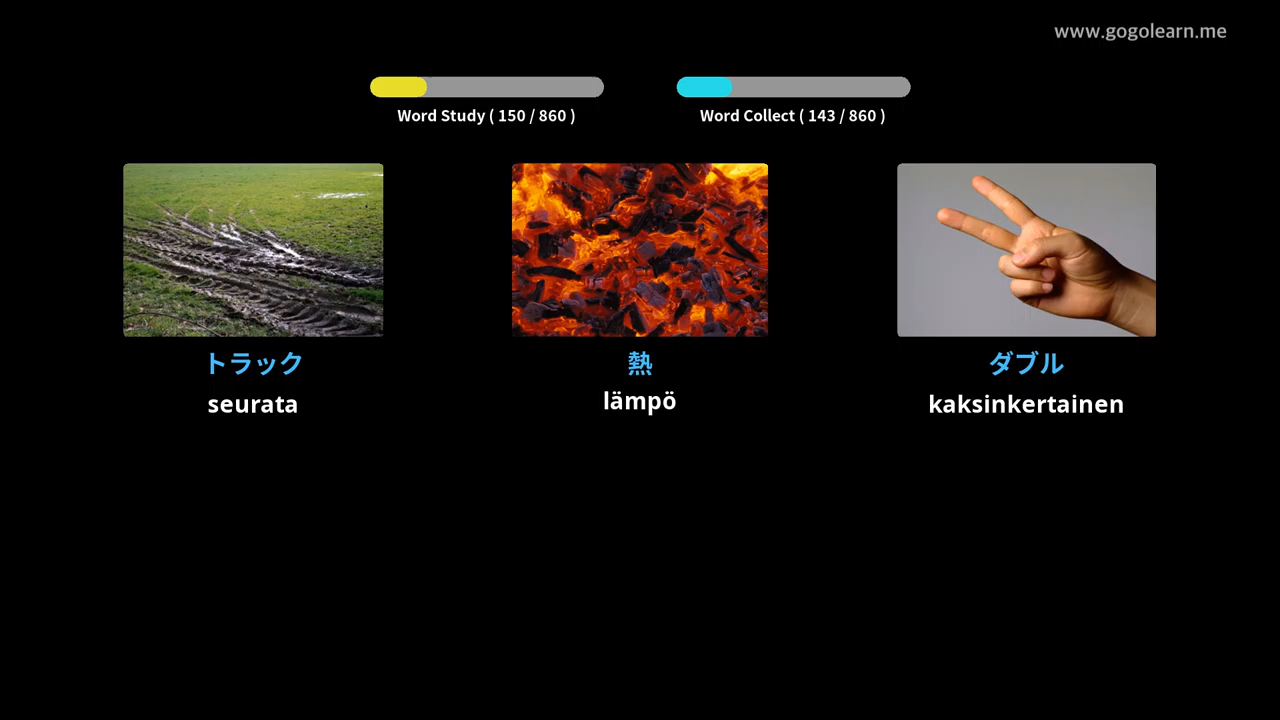 www.gogolearn.me
Word Study ( 150 / 860 )
Word Collect ( 143 / 860 )
トラック
熱
ダブル
seurata
lämpö
kaksinkertainen